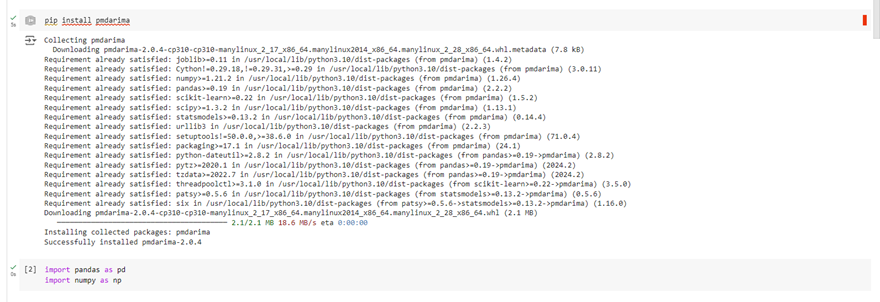 pip install pmdarima
5s
Collecting pmdarima
Downloading pmdarima-2.0.4-cp310-cp310-manylinux_2_17_x86_64.manylinux2014_x86_64.manylinux_2_28_x86_64.whl.metadata (7.8 kB)
Requirement already satisfied: joblib>=0.11 in /usr/local/lib/python3.10/dist-packages (from pmdarima) (1.4.2)
Requirement already satisfied: Cython!=0.29.18,!=0.29.31,>=0.29 in /usr/local/lib/python3.10/dist-packages (from pmdarima) (3.0.11)
Requirement already satisfied: numpy>=1.21.2 in /usr/local/lib/python3.10/dist-packages (from pmdarima) (1.26.4)
Requirement already satisfied: pandas>=0.19 in /usr/local/lib/python3.10/dist-packages (from pmdarima) (2.2.2)
Requirement already satisfied: scikit-learn>=0.22 in /usr/local/lib/python3.10/dist-packages (from pmdarima) (1.5.2)
Requirement already satisfied: scipy>=1.3.2 in /usr/local/lib/python3.10/dist-packages (from pmdarima) (1.13.1)
Requirement already satisfied: statsmodels>=0.13.2 in /usr/local/lib/python3.10/dist-packages (from pmdarima) (0.14.4)
Requirement already satisfied: urllib3 in /usr/local/lib/python3.10/dist-packages (from pmdarima) (2.2.3)
Requirement already satisfied: setuptools!=50.0.0,>=38.6.0 in /usr/local/lib/python3.10/dist-packages (from pmdarima) (71.0.4)
Requirement already satisfied: packaging>=17.1 in /usr/local/lib/python3.10/dist-packages (from pmdarima) (24.1)
Requirement already satisfied: python-dateutil>=2.8.2 in /usr/local/lib/python3.10/dist-packages (from pandas>=0.19->pmdarima) (2.8.2)
Requirement already satisfied: pytz>=2020.1 in /usr/local/lib/python3.10/dist-packages (from pandas>=0.19->pmdarima) (2024.2)
Requirement already satisfied: tzdata>=2022.7 in /usr/local/lib/python3.10/dist-packages (from pandas>=0.19->pmdarima) (2024.2)
Requirement already satisfied: threadpoolctl>=3.1.0 in /usr/local/lib/python3.10/dist-packages (from scikit-learn>=0.22->pmdarima) (3.5.0)
Requirement already satisfied: patsy>=0.5.6 in /usr/local/lib/python3.10/dist-packages (from statsmodels>=0.13.2->pmdarima) (0.5.6)
Requirement already satisfied: six in /usr/local/lib/python3.10/dist-packages (from patsy>=0.5.6->statsmodels>=0.13.2->pmdarima) (1.16.0)
Downloading pmdarima-2.0.4-cp310-cp310-manylinux_2_17_x86_64.manylinux2014_x86_64.manylinux_2_28_x86_64.whl (2.1 MB)
2.1/2.1 MB 18.6 MB/s eta 0:00:00
Installing collected packages: pmdarima
Successfully installed pmdarima-2.0.4
[2] import pandas as pd
0s
import numpy as np